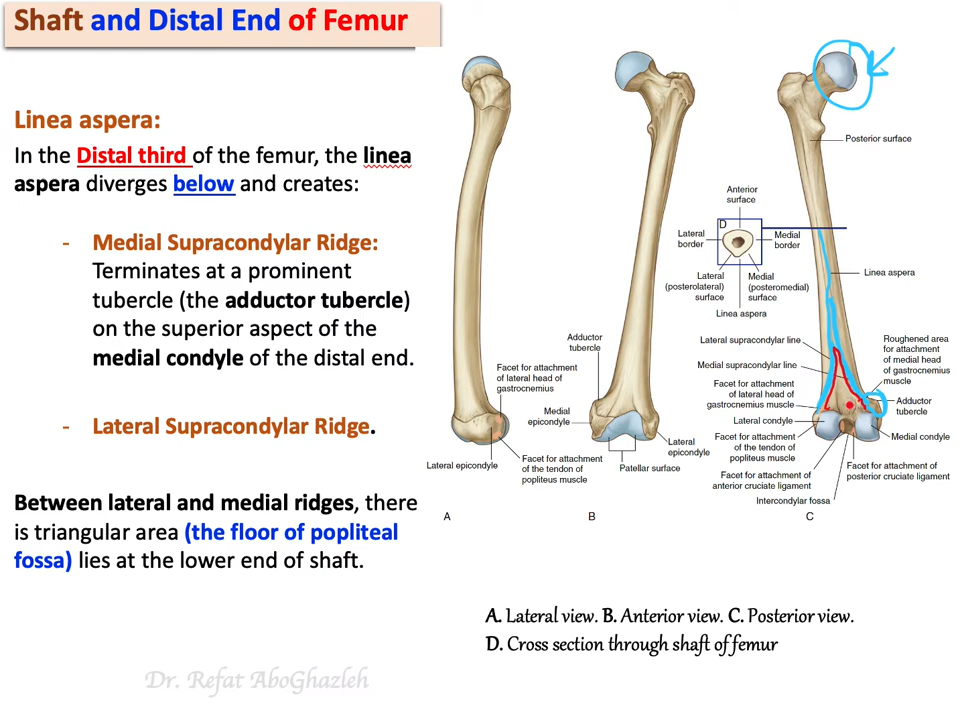 Shaft and Distal End of Femur
Linea aspera:
In the Distal third of the femur, the linea
aspera diverges below and creates:
- Medial Supracondylar Ridge:
Terminates at a prominent
tubercle (the adductor tubercle)
on the superior aspect of the
medial condyle of the distal end.
- Lateral Supracondylar Ridge.
Between lateral and medial ridges, there
is triangular area (the floor of popliteal
fossa) lies at the lower end of shaft.
Dr. Refat AboGhazleh
Facet for attachment
of lateral head of
gastrocnemius
Lateral epicondyle
Facet for attachment
of the tendon of
popliteus muscle
A
Adductor
tubercle
Medial
epicondyle
Lateral
epicondyle
Patellar surface
B
Anterior
surface
D
Lateral
border
Medial
border
Lateral
(posterolateral)
surface
Medial
(posteromedial)
surface
Linea aspera
Posterior surface
Linea aspera
Lateral supracondylar line
Medial supracondylar line
Facet for attachment
of lateral head of
gastrocnemius muscle
Lateral condyle
Facet for attachment
of the tendon of
popliteus muscle
Facet for attachment of
anterior cruciate ligament
Intercondylar fossa
Roughened area
for attachment
of medial head
of gastrocnemius
muscle
Adductor
tubercle
Medial condyle
Facet for attachment of
posterior cruciate ligament
C
A. Lateral view. B. Anterior view. C. Posterior view.
D. Cross section through shaft of femur